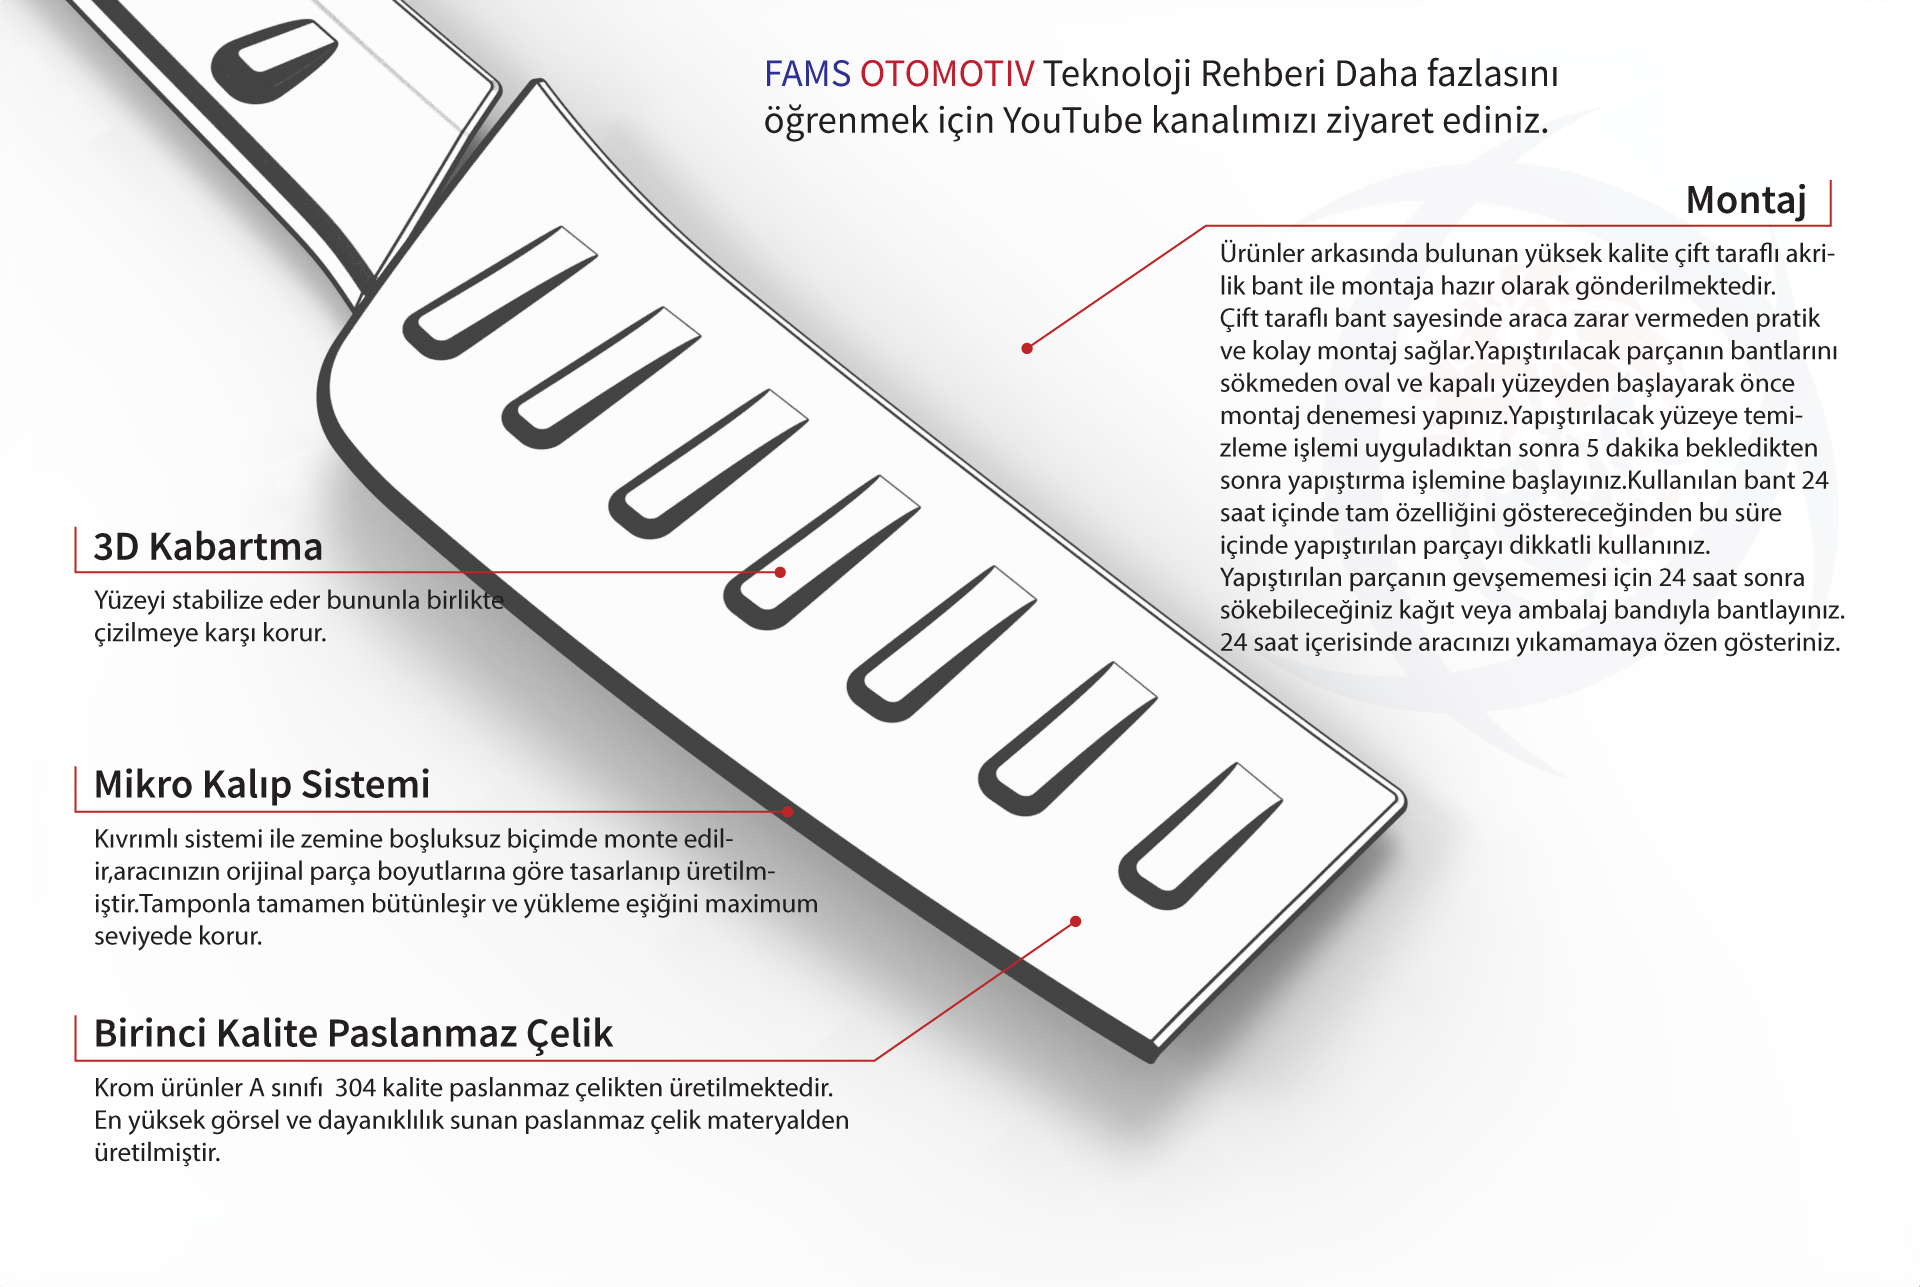 FAMS OTOMOTIV Teknoloji Rehberi Daha fazlasını
öğrenmek için YouTube kanalımızı ziyaret ediniz.
Montaj
Ürünler arkasında bulunan yüksek kalite çift taraflı akri-
lik bant ile montaja hazır olarak gönderilmektedir.
Çift taraflı bant sayesinde araca zarar vermeden pratik
ve kolay montaj sağlar.Yapıştırılacak parçanın bantlarını
sökmeden oval ve kapalı yüzeyden başlayarak önce
montaj denemesi yapınız.Yapıştırılacak yüzeye temi-
zleme işlemi uyguladıktan sonra 5 dakika bekledikten
sonra yapıştırma işlemine başlayınız.Kullanılan bant 24
saat içinde tam özelliğini göstereceğinden bu süre
içinde yapıştırılan parçayı dikkatli kullanınız.
Yapıştırılan parçanın gevşememesi için 24 saat sonra
sökebileceğiniz kağıt veya ambalaj bandıyla bantlayınız.
24 saat içerisinde aracınızı yıkamamaya özen gösteriniz.
3D Kabartma
Yüzeyi stabilize eder bununla birlikte
çizilmeye karşı korur.
Mikro Kalıp Sistemi
Kıvrımlı sistemi ile zemine boşluksuz biçimde monte edil-
ir,aracınızın orijinal parça boyutlarına göre tasarlanıp üretilm-
iştir.Tamponla tamamen bütünleşir ve yükleme eşiğini maximum
seviyede korur.
Birinci Kalite Paslanmaz Çelik
Krom ürünler A sınıfı 304 kalite paslanmaz çelikten üretilmektedir.
En yüksek görsel ve dayanıklılık sunan paslanmaz çelik materyalden
üretilmiştir.